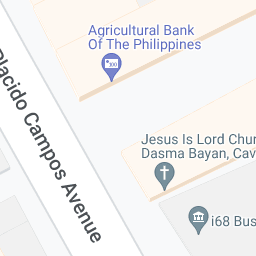 Agricultural Bank
Of The Philippines
Placido Campos Avenue
Jesus Is Lord Chur
Dasma Bayan, Cav
i68 Bus